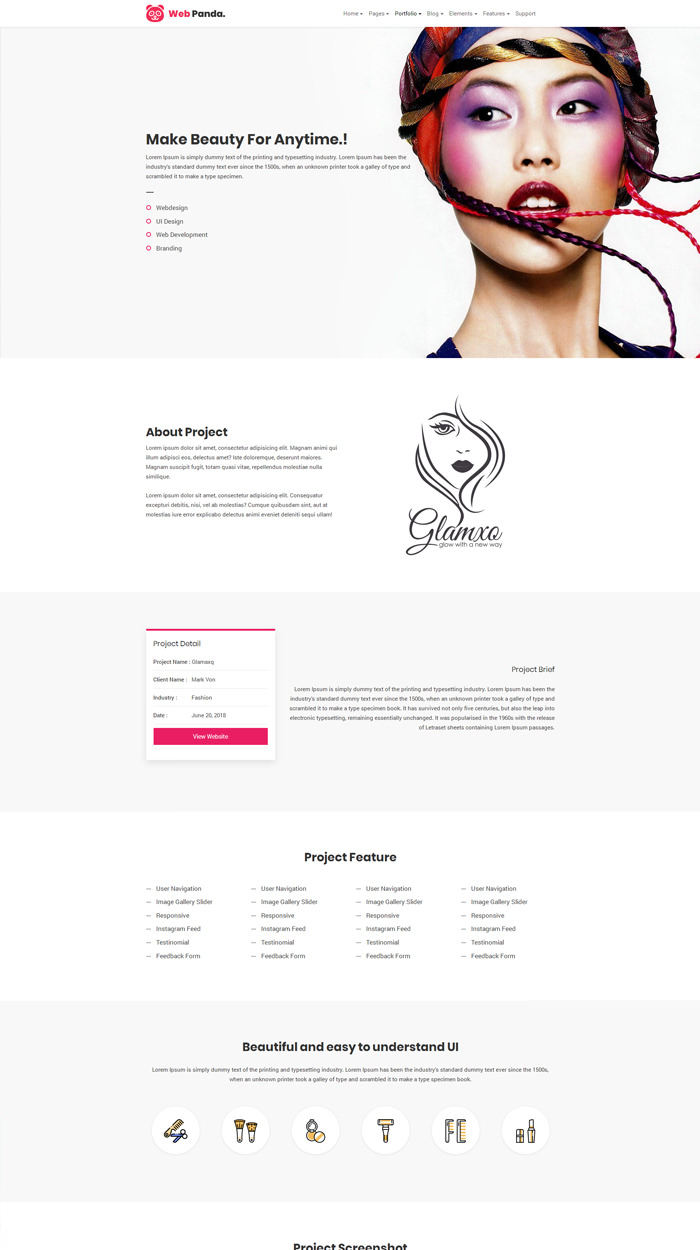 Web Panda.
Home Pages Portfolio Blog Elements Features Support
Make Beauty For Anytime.!
Lorem Ipsum is simply dummy text of the printing and typesetting industry. Lorem Ipsum has been the
industry's standard dummy text ever since the 1500s, when an unknown printer took a galley of type and
scrambled it to make a type specimen.
Webdesign
UI Design
Web Development
Branding
About Project
Lorem ipsum dolor sit amet, consectetur adipisicing elit. Magnam animi qui
illum adipisci eos, delectus amet? Iste doloremque, deserunt maiores.
Magnam suscipit fugit, totam quasi vitae, repellendus molestiae nulla
similique.
Lorem ipsum dolor sit amet, consectetur adipisicing elit. Consequatur
excepturi debitis, nisi, vel ab molestias? Cumque quibusdam sint, aut at
molestias iure error explicabo delectus animi eveniet deleniti sequi ullam!
Glamxo
glow with a new way
Project Detail
Project Name : Glamaxq
Client Name : Mark Von
Industry : Fashion
Date : June 20, 2018
View Website
Project Brief
Lorem Ipsum is simply dummy text of the printing and typesetting industry. Lorem Ipsum has been the
industry's standard dummy text ever since the 1500s, when an unknown printer took a galley of type and
scrambled it to make a type specimen book. It has survived not only five centuries, but also the leap into
electronic typesetting, remaining essentially unchanged. It was popularised in the 1960s with the release
of Letraset sheets containing Lorem Ipsum passages.
Project Feature
— User Navigation — User Navigation — User Navigation — User Navigation
— Image Gallery Slider — Image Gallery Slider — Image Gallery Slider — Image Gallery Slider
— Responsive — Responsive — Responsive — Responsive
— Instagram Feed — Instagram Feed — Instagram Feed — Instagram Feed
— Testinomial — Testinomial — Testinomial — Testinomial
— Feedback Form — Feedback Form — Feedback Form — Feedback Form
Beautiful and easy to understand UI
Lorem Ipsum is simply dummy text of the printing and typesetting industry. Lorem Ipsum has been the industry's standard dummy text ever since the 1500s,
when an unknown printer took a galley of type and scrambled it to make a type specimen book.
Project Screenshot